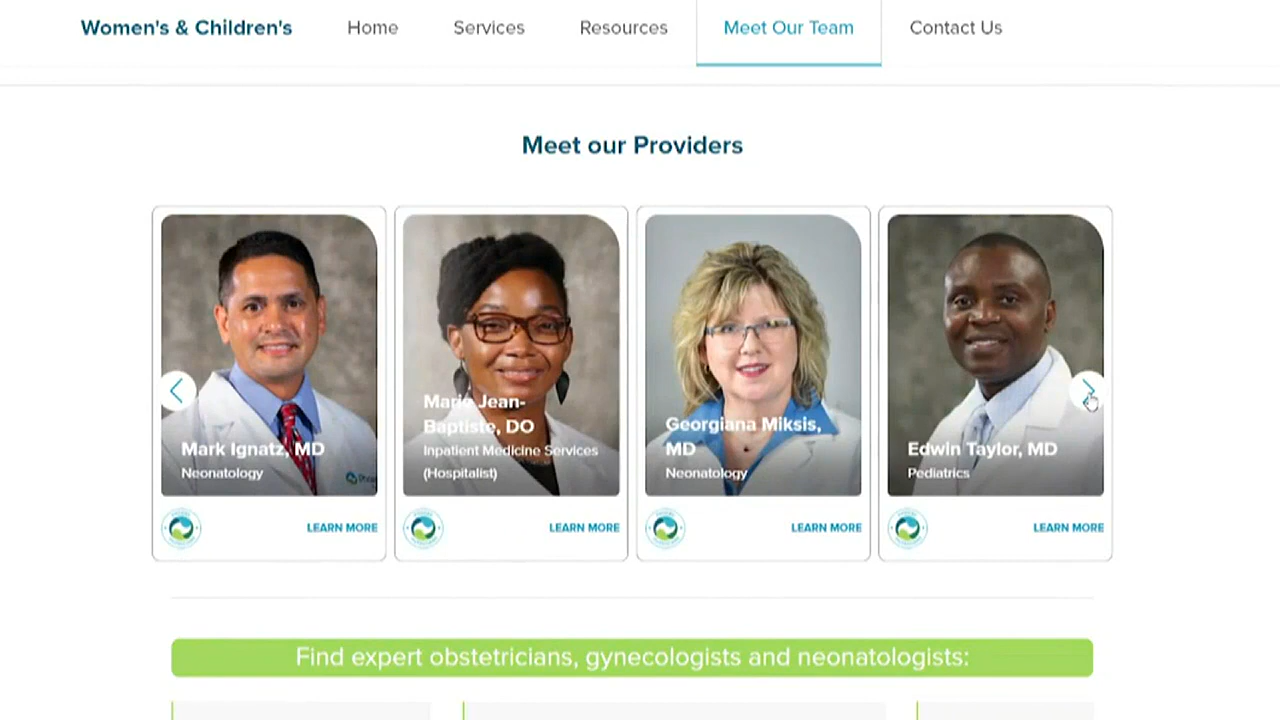 Women's & Children's
Home
Services
Resources
Meet Our Team
Contact Us
Meet our Providers
Mark Ignatz, MD
Neonatology
LEARN MORE
Marie Jean-
Baptiste, DO
Inpatient Medicine Services
(Hospitalist)
LEARN MORE
Georgiana Miksis,
MD
Neonatology
LEARN MORE
Edwin Taylor, MD
Pediatrics
LEARN MORE
Find expert obstetricians, gynecologists and neonatologists: